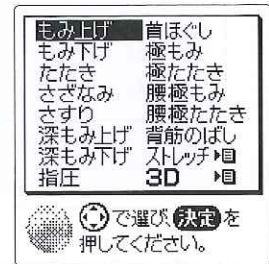 もみ上げ 首ほぐし
もみ下げ 極もみ
たたき 極たたき
さざなみ 腰極もみ
さすり 腰極たたき
深もみ上げ 背筋のばし
深もみ下げ ストレッチ
指圧 3D
で選び 決定 を
押してください。